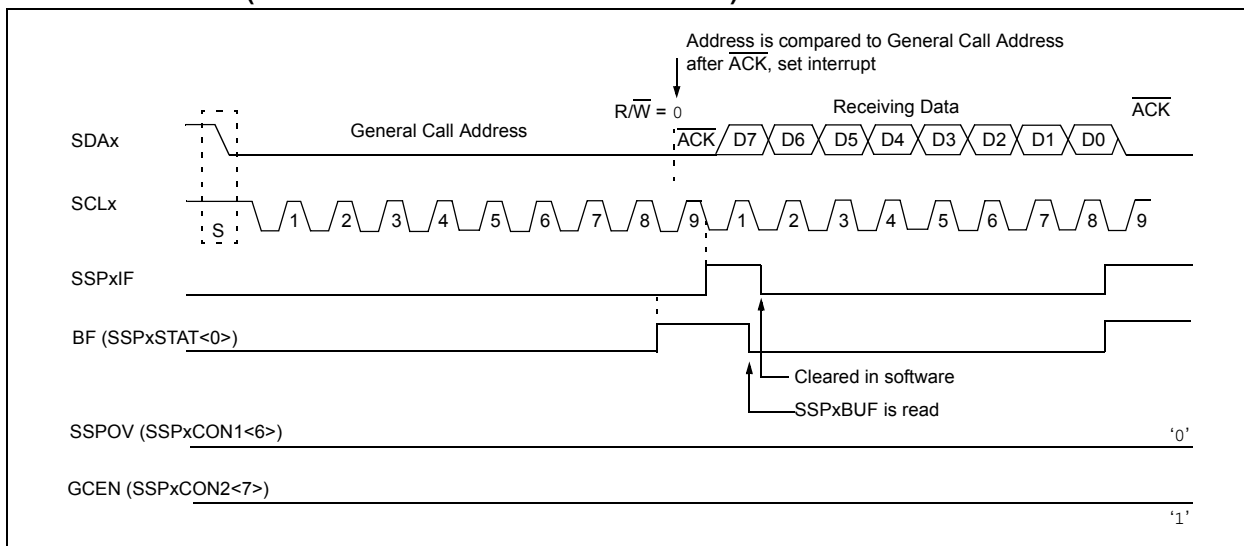 Address is compared to General Call Address
after ACK, set interrupt
R/W = 0
Receiving Data
ACK
SDAx
General Call Address
ACK
D7 D6 D5 D4 D3 D2 D1 D0
SCLx
S
1 2 3 4 5 6 7 8 9 1 2 3 4 5 6 7 8 9
SSPxIF
BF (SSPxSTAT<0>)
Cleared in software
SSPxBUF is read
SSPOV (SSPxCON1<6>)
‘0’
GCEN (SSPxCON2<7>)
‘1’